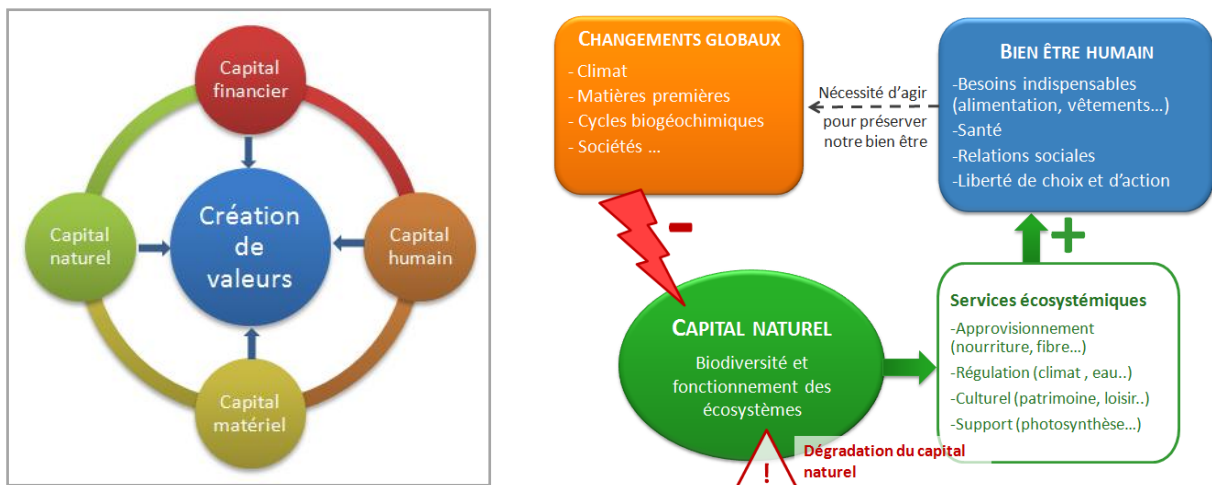 Capital
financier
Création
de
valeurs
Capital
naturel
Capital
humain
Capital
matériel
CHANGEMENTS GLOBAUX
- Climat
- Matières premières
- Cycles biogéochimiques
- Sociétés ...
Nécessité d'agir
pour préserver
notre bien être
BIEN ÊTRE HUMAIN
-Besoins indispensables
(alimentation, vêtements...)
-Santé
-Relations sociales
-Liberté de choix et d'action
-
+
CAPITAL NATUREL
Biodiversité et
fonctionnement des
écosystèmes
Services écosystémiques
-Approvisionnement
(nourriture, fibre...)
-Régulation (climat , eau..)
-Culturel (patrimoine, loisir..)
-Support (photosynthèse...)
!
Dégradation du capital
naturel